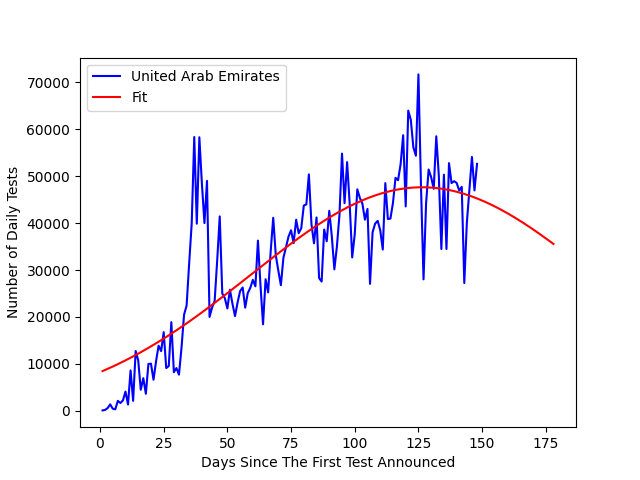 United Arab Emirates
Fit
Number of Daily Tests
70000
60000
50000
40000
30000
20000
10000
0
0 25 50 75 100 125 150 175
Days Since The First Test Announced